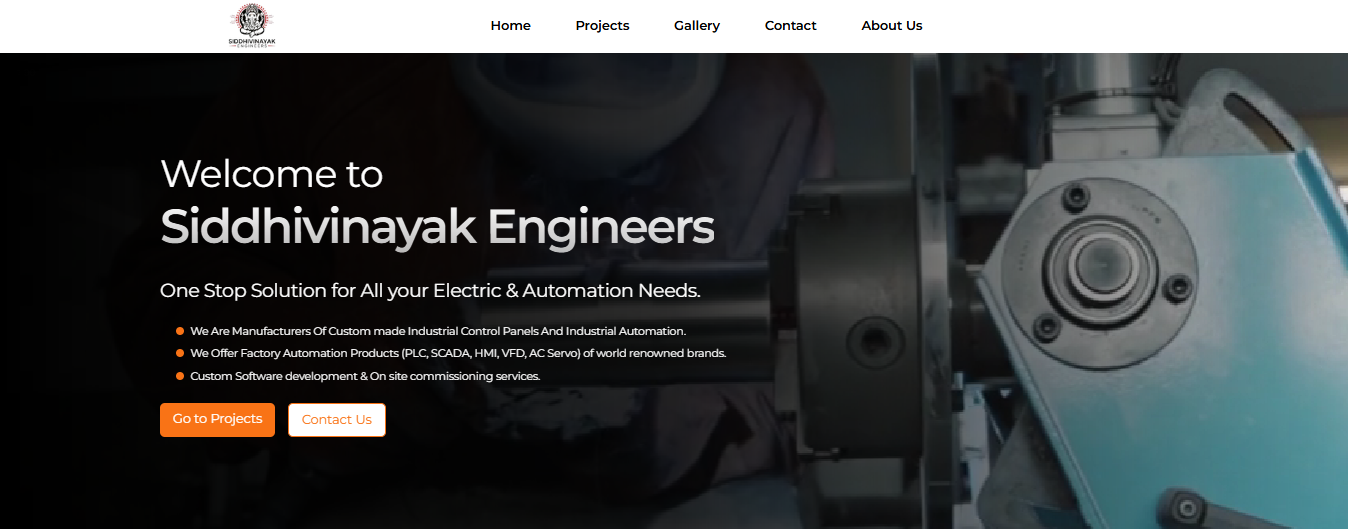 SIDDHIVINAYAK
ENGINEERS
Home Projects Gallery Contact About Us
Welcome to
Siddhivinayak Engineers
One Stop Solution for All your Electric & Automation Needs.
We Are Manufacturers Of Custom made Industrial Control Panels And Industrial Automation.
We Offer Factory Automation Products (PLC, SCADA, HMI, VFD, AC Servo) of world renowned brands.
Custom Software development & On site commissioning services.
Go to Projects Contact Us